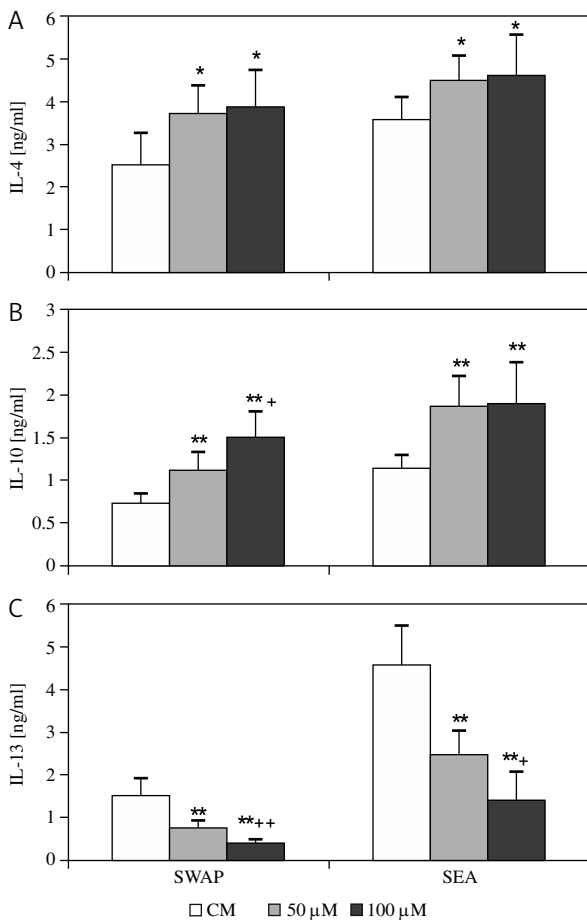 A
6
5
4
3
2
1
0
IL-4 [ng/ml]
* * * *
B
3
2.5
2
1.5
1
0.5
0
IL-10 [ng/ml]
** **+ ** **
C
6
5
4
3
2
1
0
IL-13 [ng/ml]
** **++ ** **+
SWAP SEA
CM 50 μM 100 μM